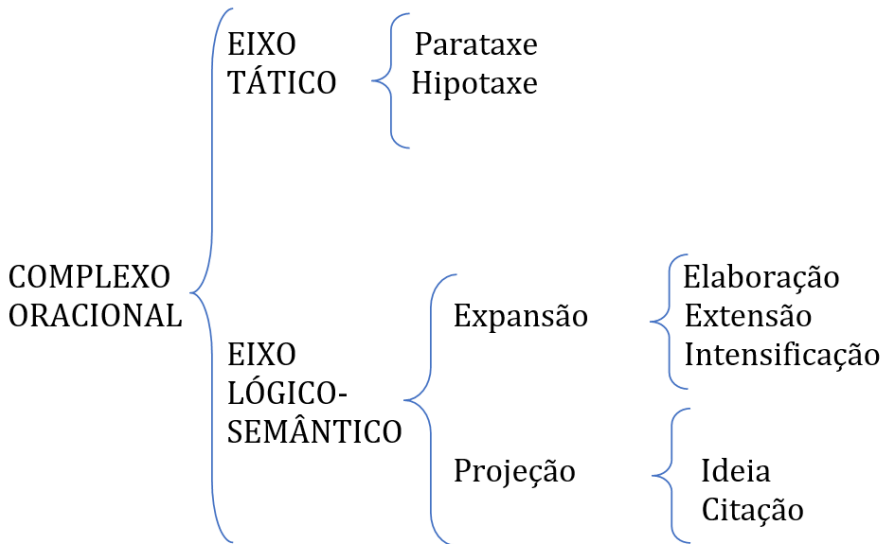 EIXO
TÁTICO
Parataxe
Hipotaxe
COMPLEXO
ORACIONAL
EIXO
LÓGICO-
SEMÂNTICO
Expansão
Elaboração
Extensão
Intensificação
Projeção
Ideia
Citação